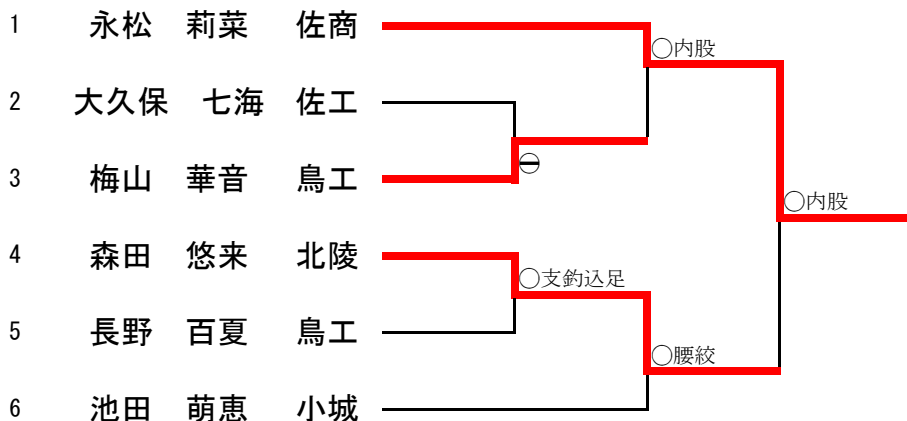 1 永松 莉菜 佐商
○内股
2 大久保 七海 佐工
⊖
3 梅山 華音 鳥工
○内股
4 森田 悠来 北陵
○支釣込足
5 長野 百夏 鳥工
○腰絞
6 池田 萌恵 小城